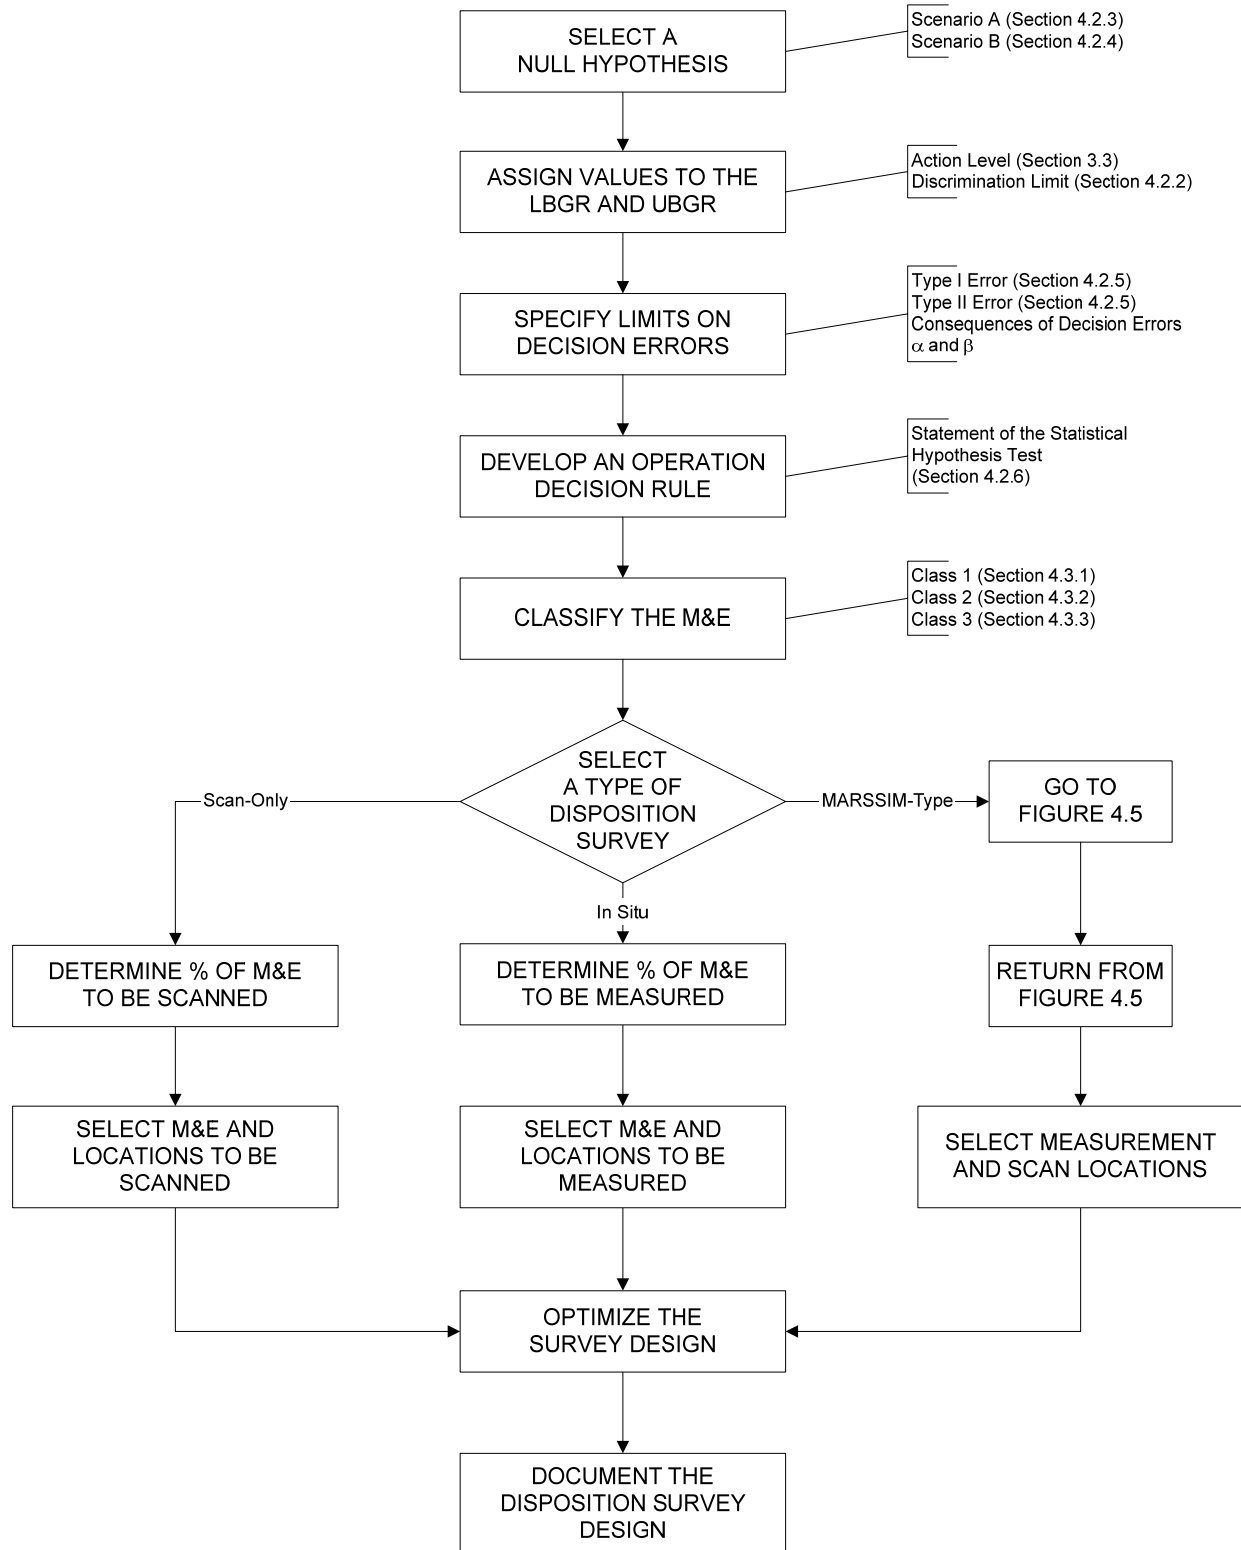 SELECT A
NULL HYPOTHESIS
Scenario A (Section 4.2.3)
Scenario B (Section 4.2.4)
ASSIGN VALUES TO THE
LBGR AND UBGR
Action Level (Section 3.3)
Discrimination Limit (Section 4.2.2)
SPECIFY LIMITS ON
DECISION ERRORS
Type I Error (Section 4.2.5)
Type II Error (Section 4.2.5)
Consequences of Decision Errors
α and β
DEVELOP AN OPERATION
DECISION RULE
Statement of the Statistical
Hypothesis Test
(Section 4.2.6)
CLASSIFY THE M&E
Class 1 (Section 4.3.1)
Class 2 (Section 4.3.2)
Class 3 (Section 4.3.3)
SELECT
A TYPE OF
DISPOSITION
SURVEY
Scan-Only
MARSSIM-Type
GO TO
FIGURE 4.5
In Situ
DETERMINE % OF M&E
TO BE SCANNED
DETERMINE % OF M&E
TO BE MEASURED
RETURN FROM
FIGURE 4.5
SELECT M&E AND
LOCATIONS TO BE
SCANNED
SELECT M&E AND
LOCATIONS TO BE
MEASURED
SELECT MEASUREMENT
AND SCAN LOCATIONS
OPTIMIZE THE
SURVEY DESIGN
DOCUMENT THE
DISPOSITION SURVEY
DESIGN